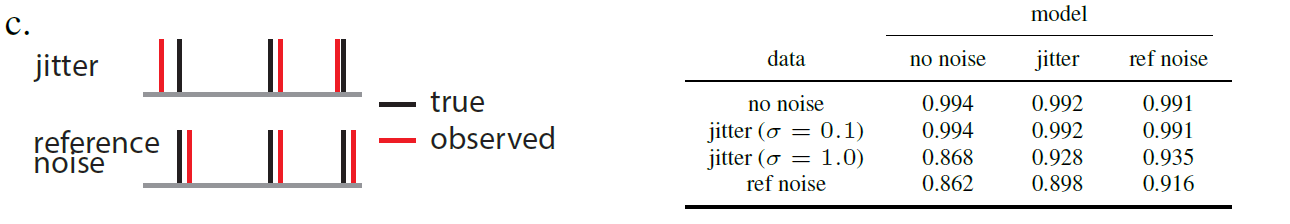 c.
jitter
reference
noise
true
observed
model
data no noise jitter ref noise
no noise 0.994 0.992 0.991
jitter (σ = 0.1) 0.994 0.992 0.991
jitter (σ = 1.0) 0.868 0.928 0.935
ref noise 0.862 0.898 0.916